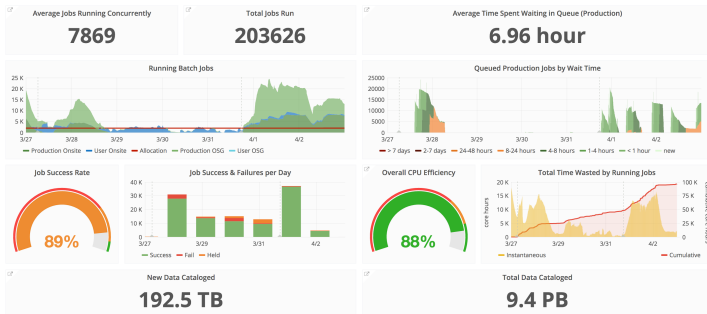 Average Jobs Running Concurrently
7869
Total Jobs Run
203626
Average Time Spent Waiting in Queue (Production)
6.96 hour
Running Batch Jobs
25 K
20 K
15 K
10 K
5 K
0
3/27 3/28 3/29 3/30 3/31 4/1 4/2
Production Onsite User Onsite Allocation Production OSG User OSG
Queued Production Jobs by Wait Time
25000
20000
15000
10000
5000
0
3/27 3/28 3/29 3/30 3/31 4/1 4/2
> 7 days 2-7 days 24-48 hours 8-24 hours 4-8 hours 1-4 hours < 1 hour new
Job Success Rate
89%
Job Success & Failures per Day
40 K
30 K
20 K
10 K
0
3/27 3/29 3/31 4/2
Success Fail Held
Overall CPU Efficiency
88%
Total Time Wasted by Running Jobs
core hours
20 K
15 K
10 K
5 K
0
100 K
75 K
50 K
25 K
0
3/27 3/29 3/31 4/2
Instantaneous Cumulative
New Data Cataloged
192.5 TB
Total Data Cataloged
9.4 PB